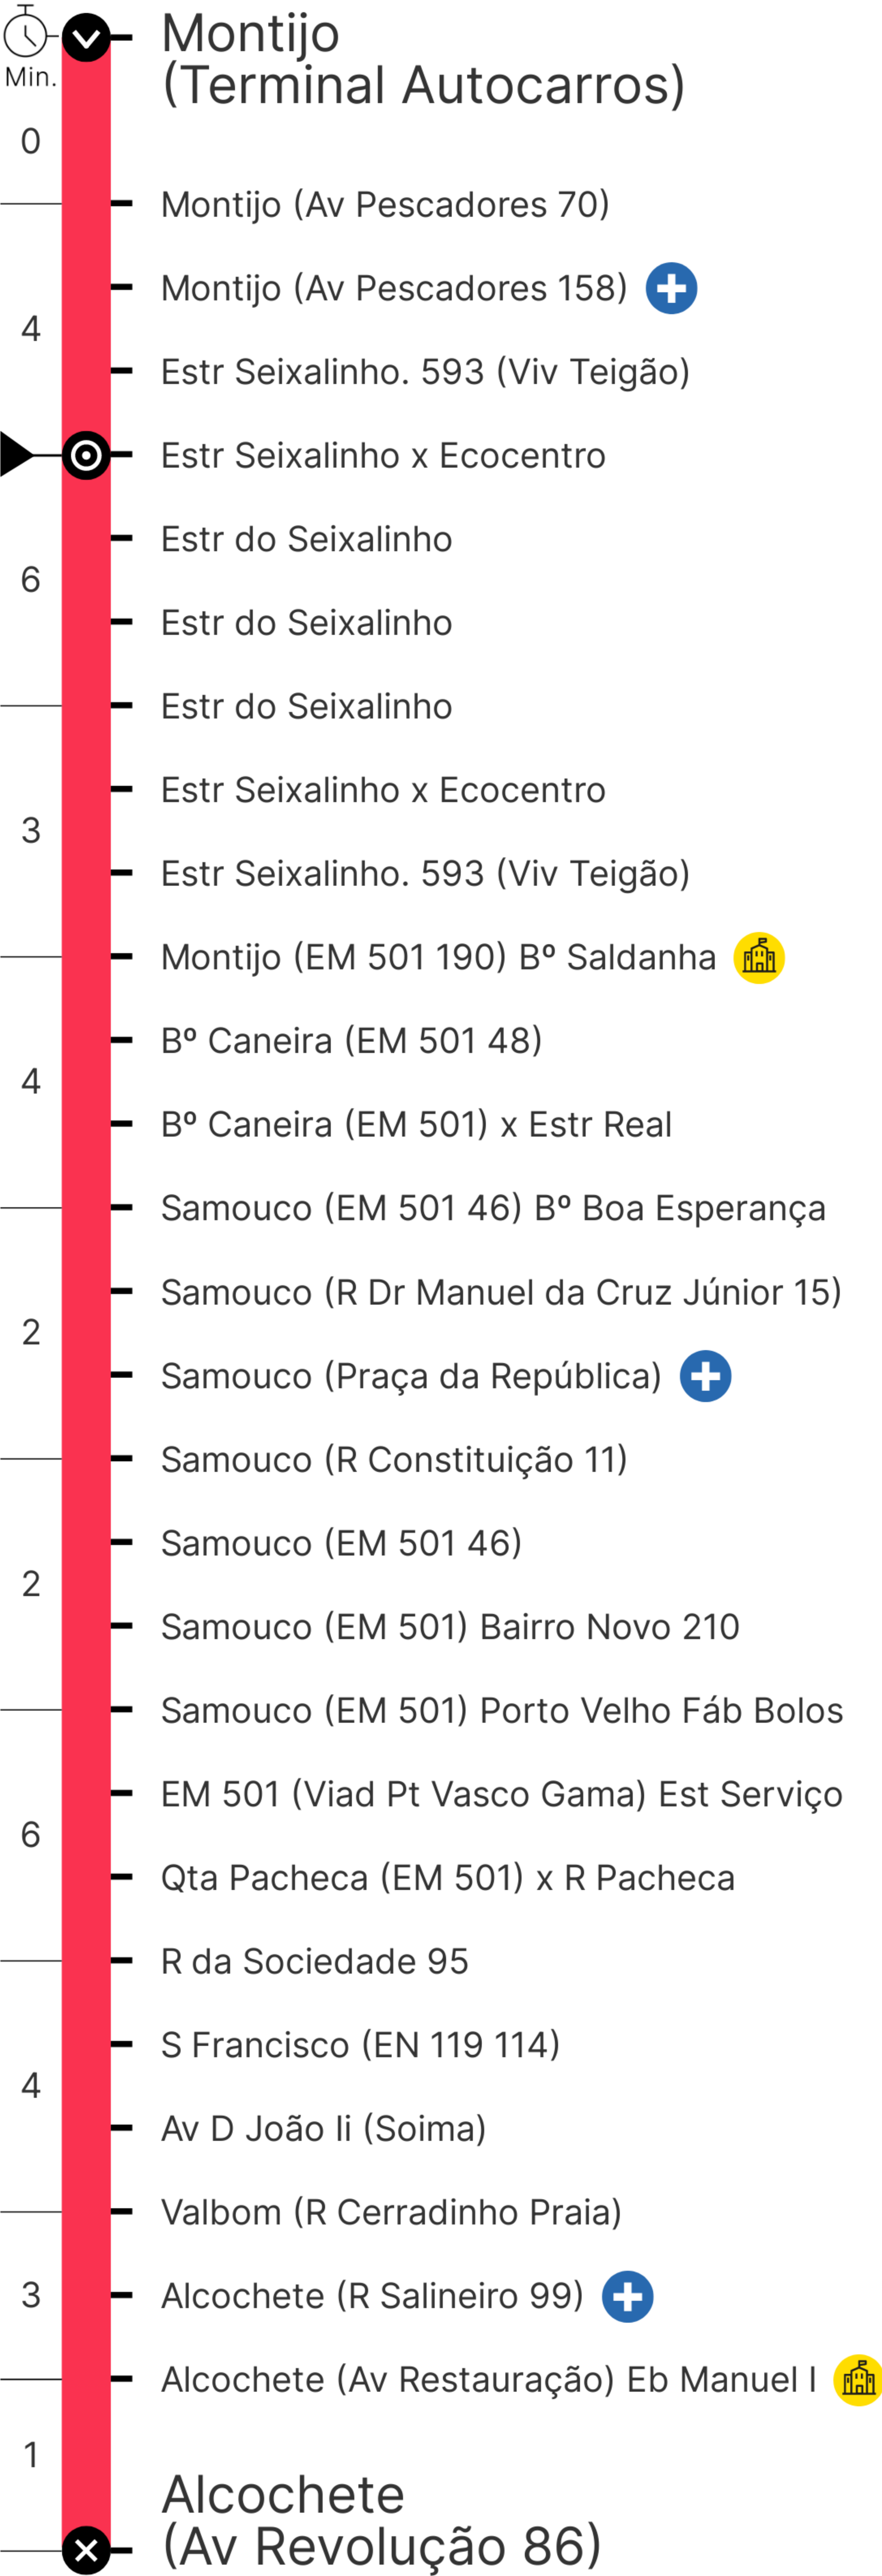 Montijo
(Terminal Autocarros)
Min.
0
Montijo (Av Pescadores 70)
Montijo (Av Pescadores 158)
4
Estr Seixalinho. 593 (Viv Teigão)
Estr Seixalinho x Ecocentro
Estr do Seixalinho
6
Estr do Seixalinho
Estr do Seixalinho
Estr Seixalinho x Ecocentro
3
Estr Seixalinho. 593 (Viv Teigão)
Montijo (EM 501 190) Bº Saldanha
Bº Caneira (EM 501 48)
4
Bº Caneira (EM 501) x Estr Real
Samouco (EM 501 46) Bº Boa Esperança
Samouco (R Dr Manuel da Cruz Júnior 15)
2
Samouco (Praça da República)
Samouco (R Constituição 11)
Samouco (EM 501 46)
2
Samouco (EM 501) Bairro Novo 210
Samouco (EM 501) Porto Velho Fáb Bolos
EM 501 (Viad Pt Vasco Gama) Est Serviço
6
Qta Pacheca (EM 501) x R Pacheca
R da Sociedade 95
S Francisco (EN 119 114)
4
Av D João Ii (Soima)
Valbom (R Cerradinho Praia)
3 Alcochete (R Salineiro 99)
Alcochete (Av Restauração) Eb Manuel I
1
Alcochete
(Av Revolução 86)